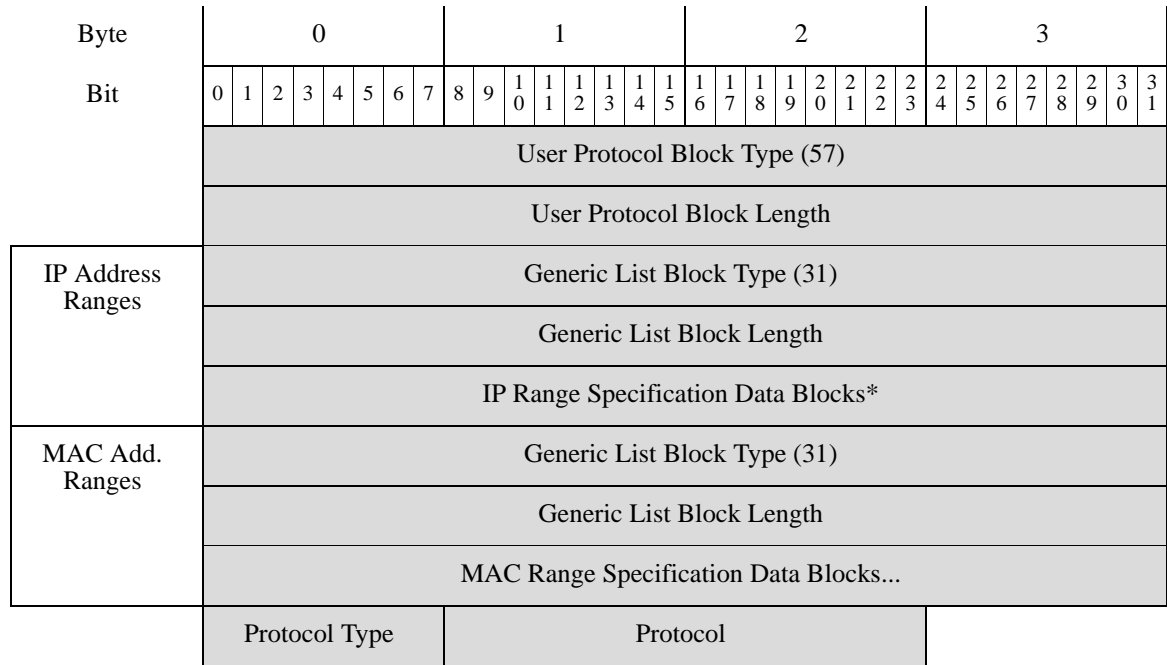 Byte 0 1 2 3
Bit 0 1 2 3 4 5 6 7 8 9 10 11 12 13 14 15 16 17 18 19 20 21 22 23 24 25 26 27 28 29 30 31
User Protocol Block Type (57)
User Protocol Block Length
IP Address
Ranges
Generic List Block Type (31)
Generic List Block Length
IP Range Specification Data Blocks*
MAC Add.
Ranges
Generic List Block Type (31)
Generic List Block Length
MAC Range Specification Data Blocks...
Protocol Type Protocol